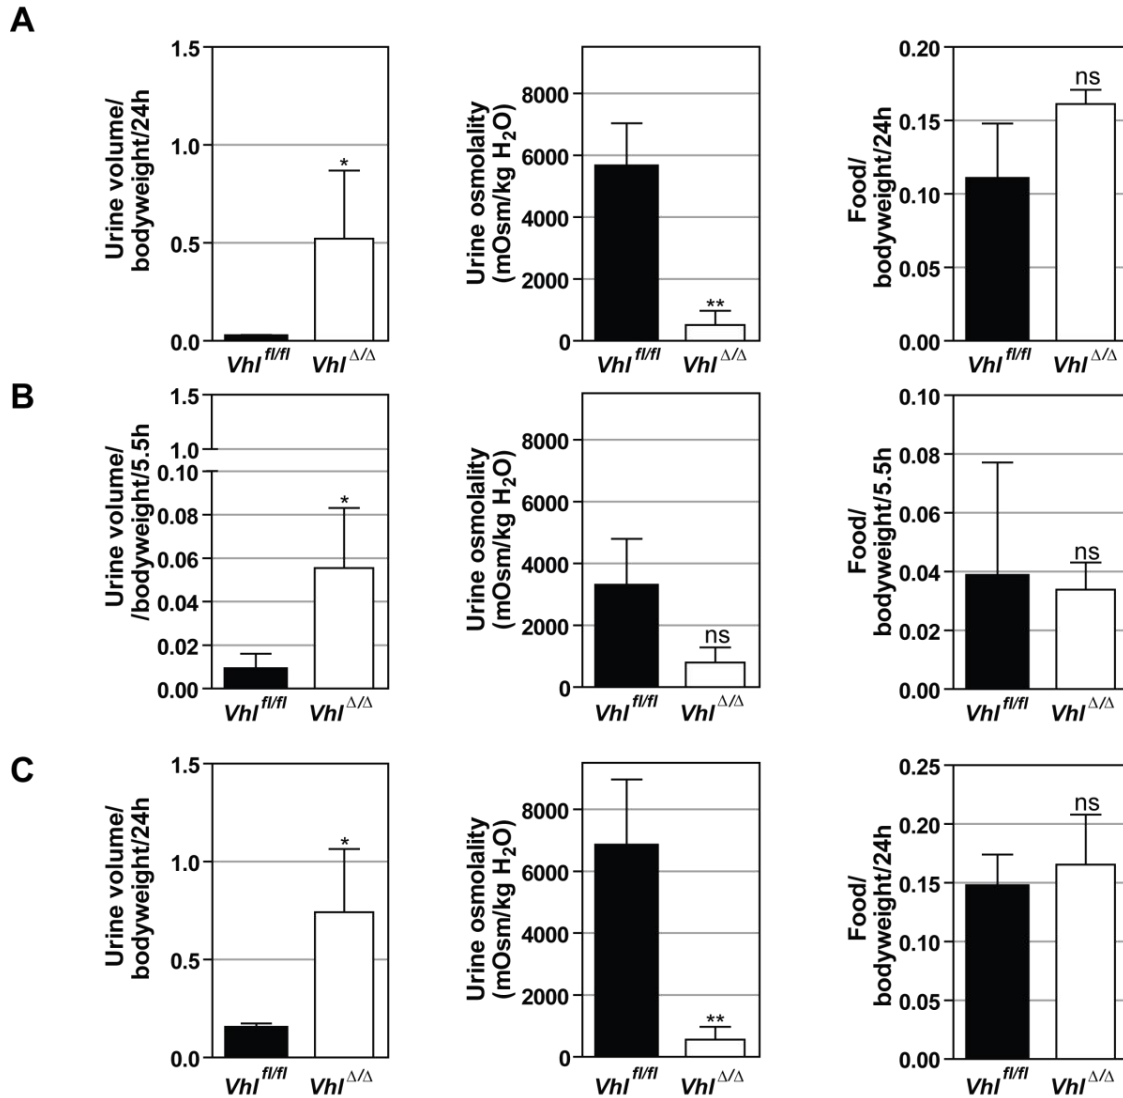 A
Urine volume/
bodyweight/24h
1.5
1.0
0.5
0.0
*
Vhl fl/fl
Vhl Δ/Δ
Urine osmolality
(mOsm/kg H2O)
8000
6000
4000
2000
0
**
Vhl fl/fl
Vhl Δ/Δ
Food/
bodyweight/24h
0.20
0.15
0.10
0.05
0.00
ns
Vhl fl/fl
Vhl Δ/Δ
B
Urine volume/
/bodyweight/5.5h
1.5
1.0
0.10
0.08
0.06
0.04
0.02
0.00
*
Vhl fl/fl
Vhl Δ/Δ
Urine osmolality
(mOsm/kg H2O)
8000
6000
4000
2000
0
ns
Vhl fl/fl
Vhl Δ/Δ
Food/
bodyweight/5.5h
0.10
0.08
0.06
0.04
0.02
0.00
ns
Vhl fl/fl
Vhl Δ/Δ
C
Urine volume/
bodyweight/24h
1.5
1.0
0.5
0.0
*
Vhl fl/fl
Vhl Δ/Δ
Urine osmolality
(mOsm/kg H2O)
8000
6000
4000
2000
0
**
Vhl fl/fl
Vhl Δ/Δ
Food/
bodyweight/24h
0.25
0.20
0.15
0.10
0.05
0.00
ns
Vhl fl/fl
Vhl Δ/Δ